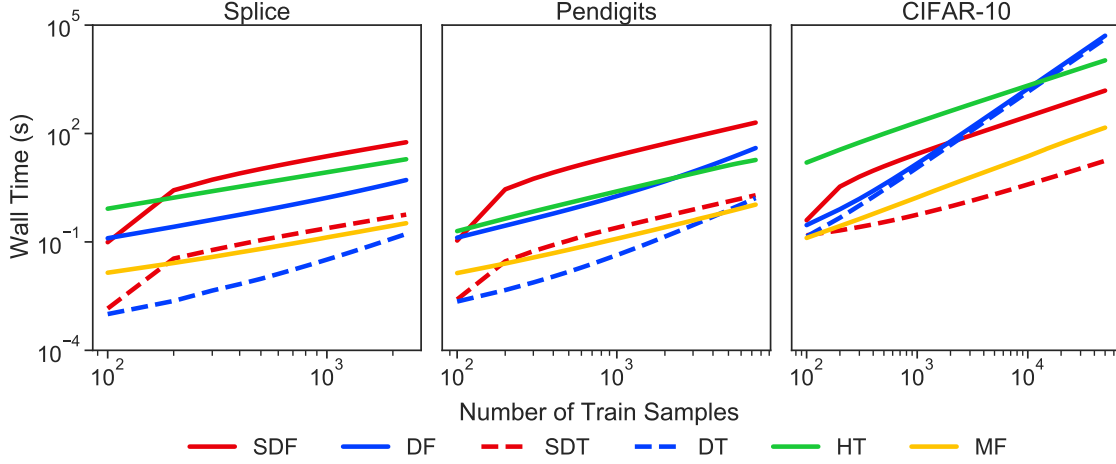 Splice Pendigits CIFAR-10
10^5
10^2
10^-1
10^-4
Wall Time (s)
10^2 10^3 10^2 10^3 10^2 10^3 10^4
Number of Train Samples
SDF DF SDT DT HT MF